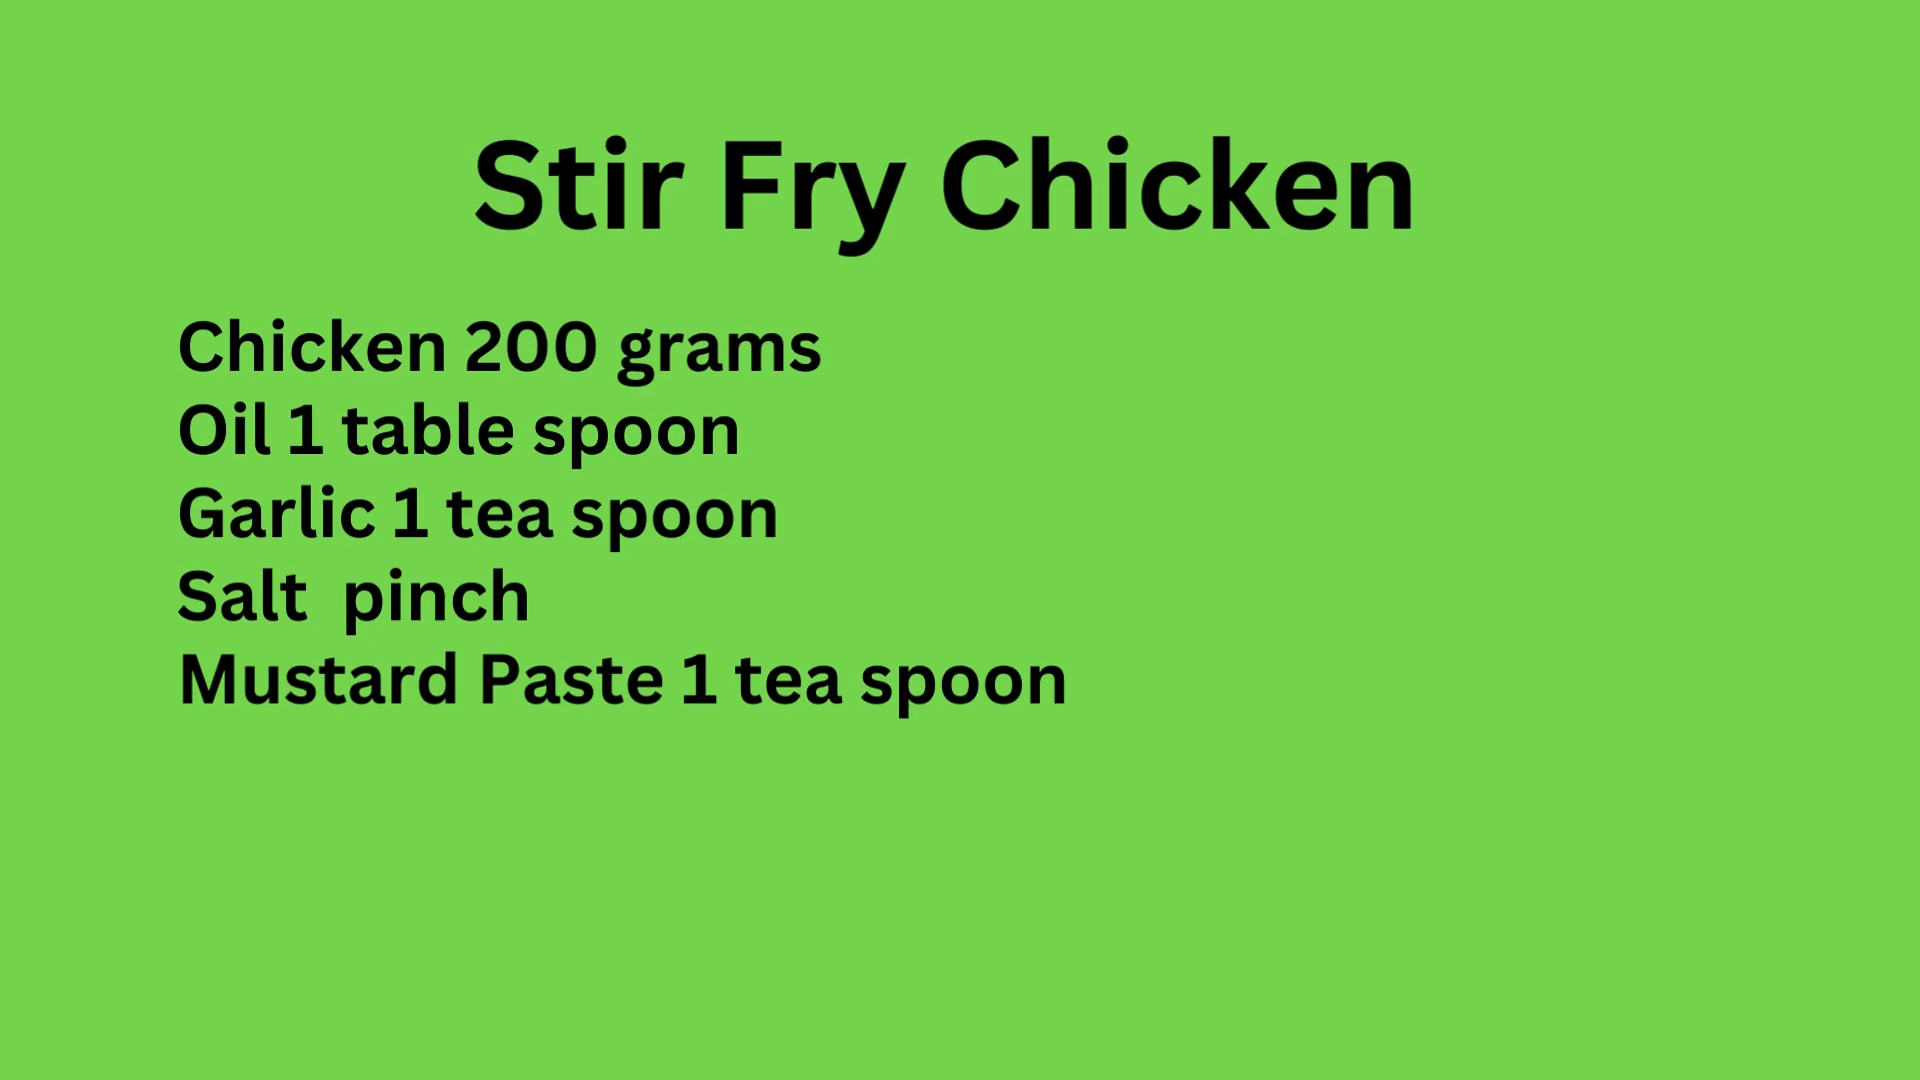 Stir Fry Chicken
Chicken 200 grams
Oil 1 table spoon
Garlic 1 tea spoon
Salt  pinch
Mustard Paste 1 tea spoon